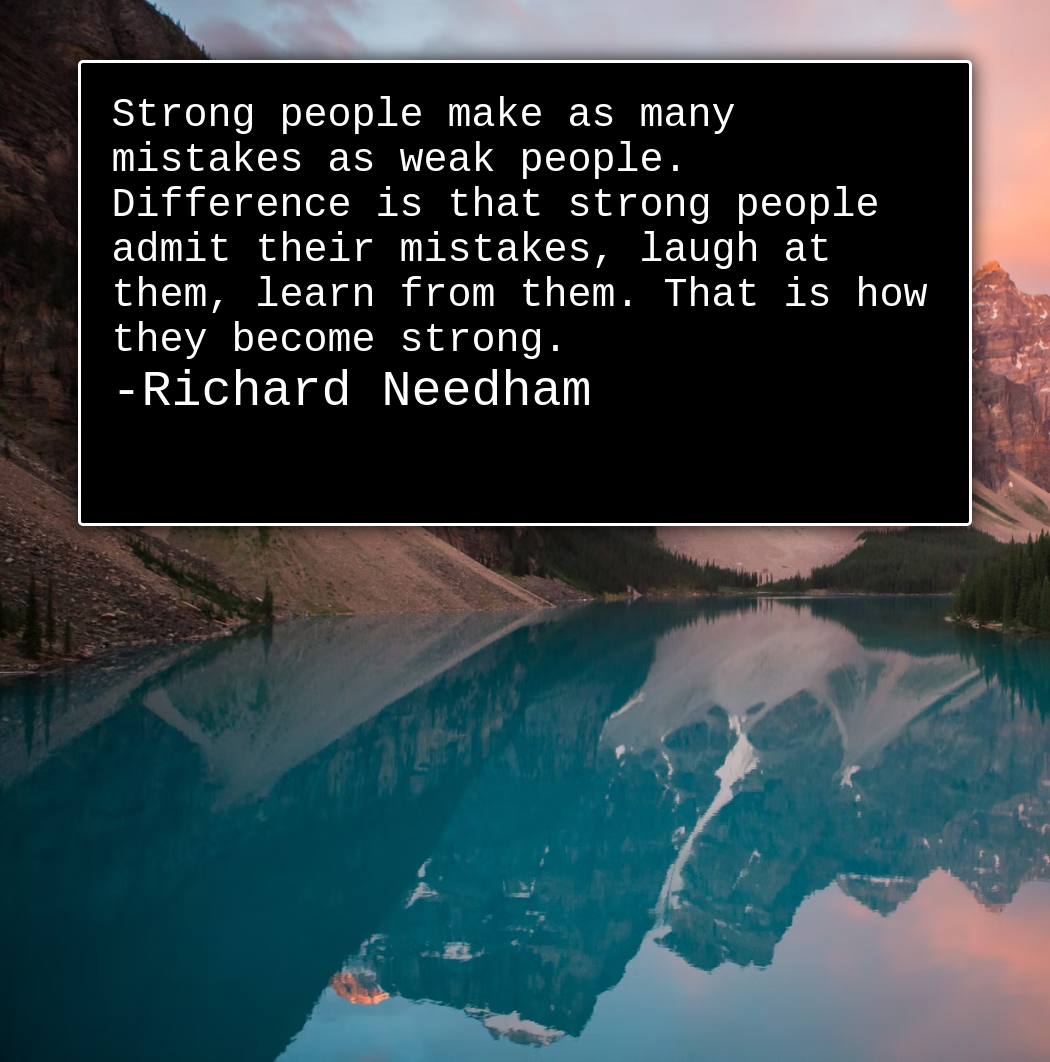 Strong people make as many
mistakes as weak people.
Difference is that strong people
admit their mistakes, laugh at
them, learn from them. That is how
they become strong.
-Richard Needham